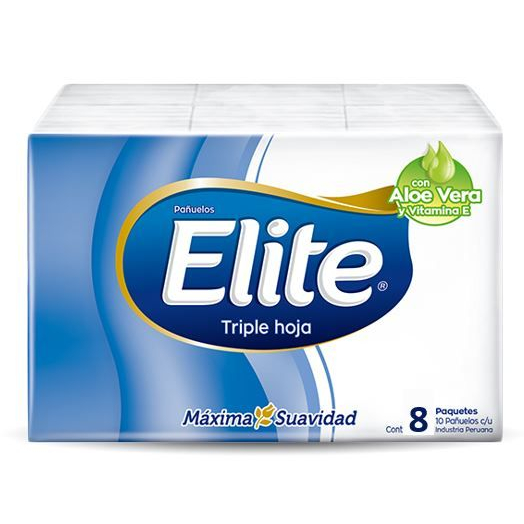 con
Aloe Vera
y Vitamina E
Pañuelos
Elite®
Triple hoja
Máxima Suavidad
Cont 8 Paquetes
10 Pañuelos c/u
Industria Peruana